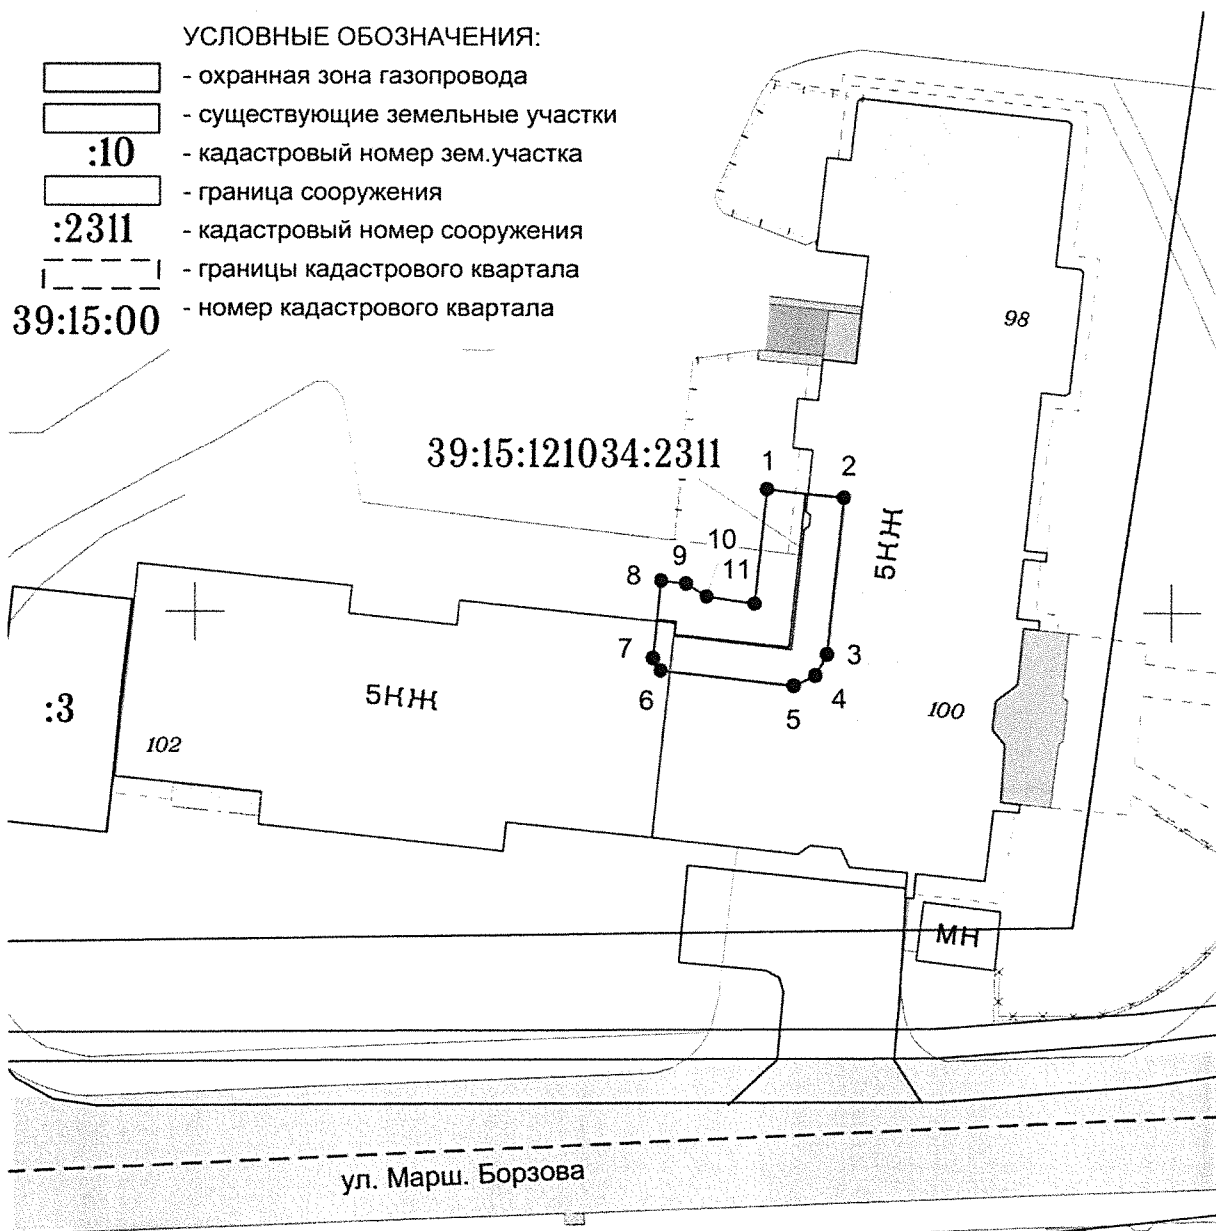 УСЛОВНЫЕ ОБОЗНАЧЕНИЯ:
- охранная зона газопровода
- существующие земельные участки
:10 - кадастровый номер зем.участка
- граница сооружения
:2311 - кадастровый номер сооружения
- границы кадастрового квартала
39:15:00 - номер кадастрового квартала
98
39:15:121034:2311
1
2
5КЖ
10
9
11
8
7
3
6
4
5
:3
5КЖ
100
102
МН
ул. Марш. Борзова